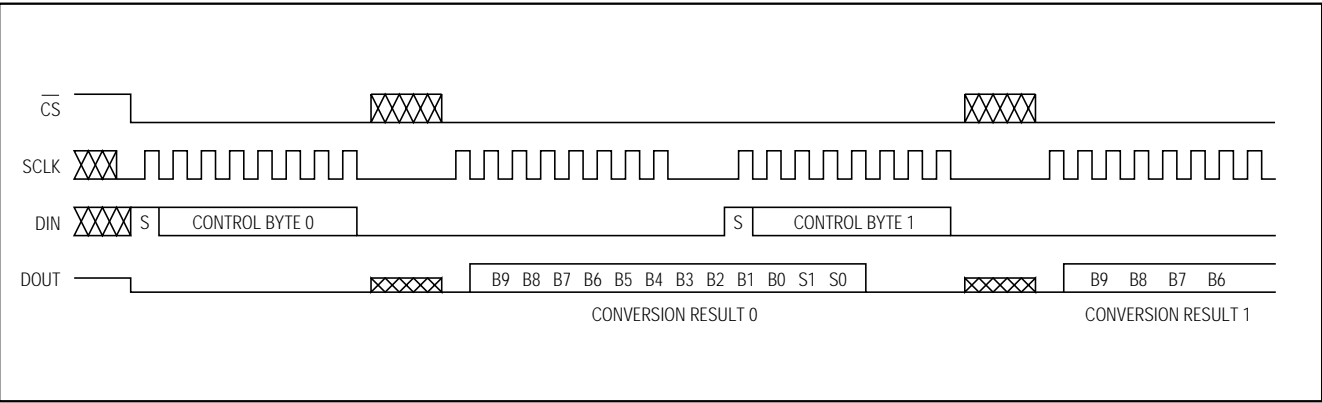 CS
SCLK
DIN S CONTROL BYTE 0 S CONTROL BYTE 1
DOUT B9 B8 B7 B6 B5 B4 B3 B2 B1 B0 S1 S0 B9 B8 B7 B6
CONVERSION RESULT 0 CONVERSION RESULT 1